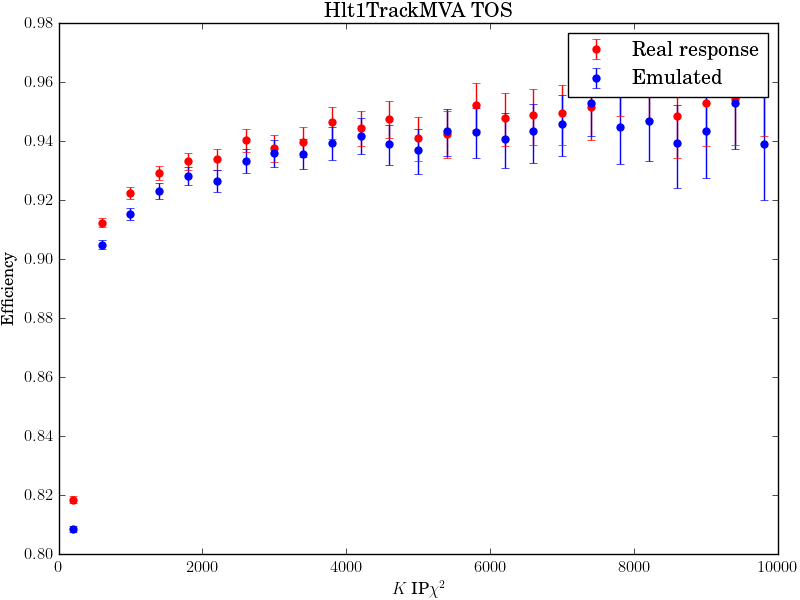 Hlt1TrackMVA TOS
Real response
Emulated
0.98
0.96
0.94
0.92
0.90
0.88
0.86
0.84
0.82
0.80
Efficiency
0 2000 4000 6000 8000 10000
K IPχ²